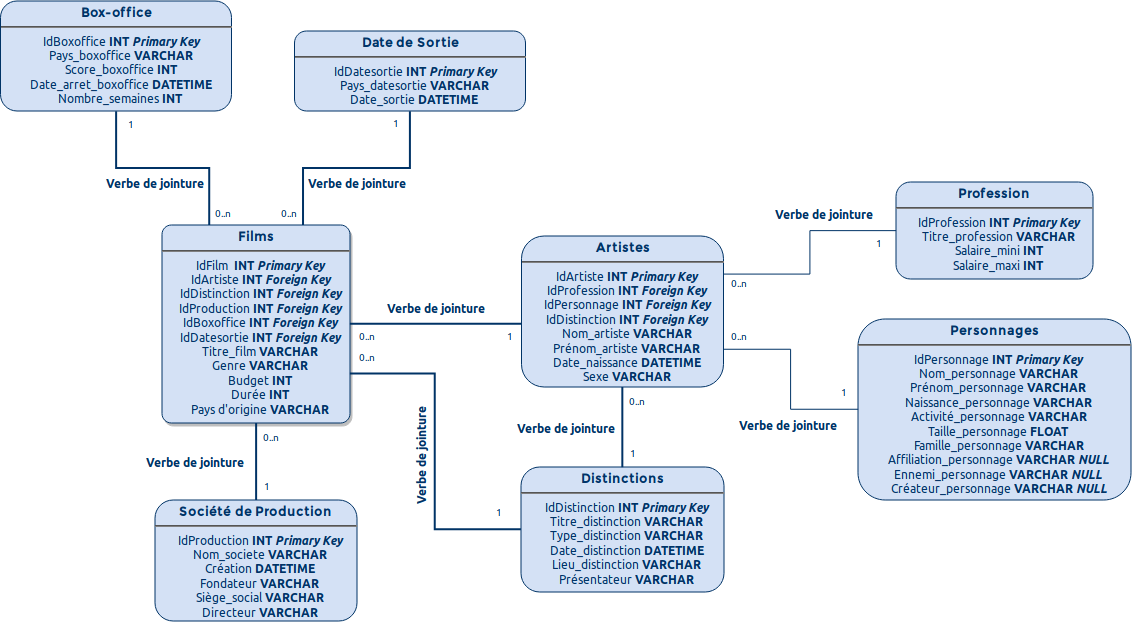 Box-office
IdBoxoffice INT Primary Key
Pays_boxoffice VARCHAR
Score_boxoffice INT
Date_arret_boxoffice DATETIME
Nombre_semaines INT
Date de Sortie
IdDatesortie INT Primary Key
Pays_datesortie VARCHAR
Date_sortie DATETIME
1
1
Verbe de jointure
Verbe de jointure
0..n
0..n
Films
IdFilm INT Primary Key
IdArtiste INT Foreign Key
IdDistinction INT Foreign Key
IdProduction INT Foreign Key
IdBoxoffice INT Foreign Key
IdDatesortie INT Foreign Key
Titre_film VARCHAR
Genre VARCHAR
Budget INT
Durée INT
Pays d'origine VARCHAR
Verbe de jointure
0..n
1
0..n
Artistes
IdArtiste INT Primary Key
IdProfession INT Foreign Key
IdPersonnage INT Foreign Key
IdDistinction INT Foreign Key
Nom_artiste VARCHAR
Prénom_artiste VARCHAR
Date_naissance DATETIME
Sexe VARCHAR
Verbe de jointure
1
0..n
Profession
IdProfession INT Primary Key
Titre_profession VARCHAR
Salaire_mini INT
Salaire_maxi INT
0..n
1
Verbe de jointure
Personnages
IdPersonnage INT Primary Key
Nom_personnage VARCHAR
Prénom_personnage VARCHAR
Naissance_personnage VARCHAR
Activité_personnage VARCHAR
Taille_personnage FLOAT
Famille_personnage VARCHAR
Affiliation_personnage VARCHAR NULL
Ennemi_personnage VARCHAR NULL
Créateur_personnage VARCHAR NULL
0..n
Verbe de jointure
1
Verbe de jointure
1
0..n
Verbe de jointure
1
Société de Production
IdProduction INT Primary Key
Nom_societe VARCHAR
Création DATETIME
Fondateur VARCHAR
Siège_social VARCHAR
Directeur VARCHAR
Distinctions
IdDistinction INT Primary Key
Titre_distinction VARCHAR
Type_distinction VARCHAR
Date_distinction DATETIME
Lieu_distinction VARCHAR
Présentateur VARCHAR